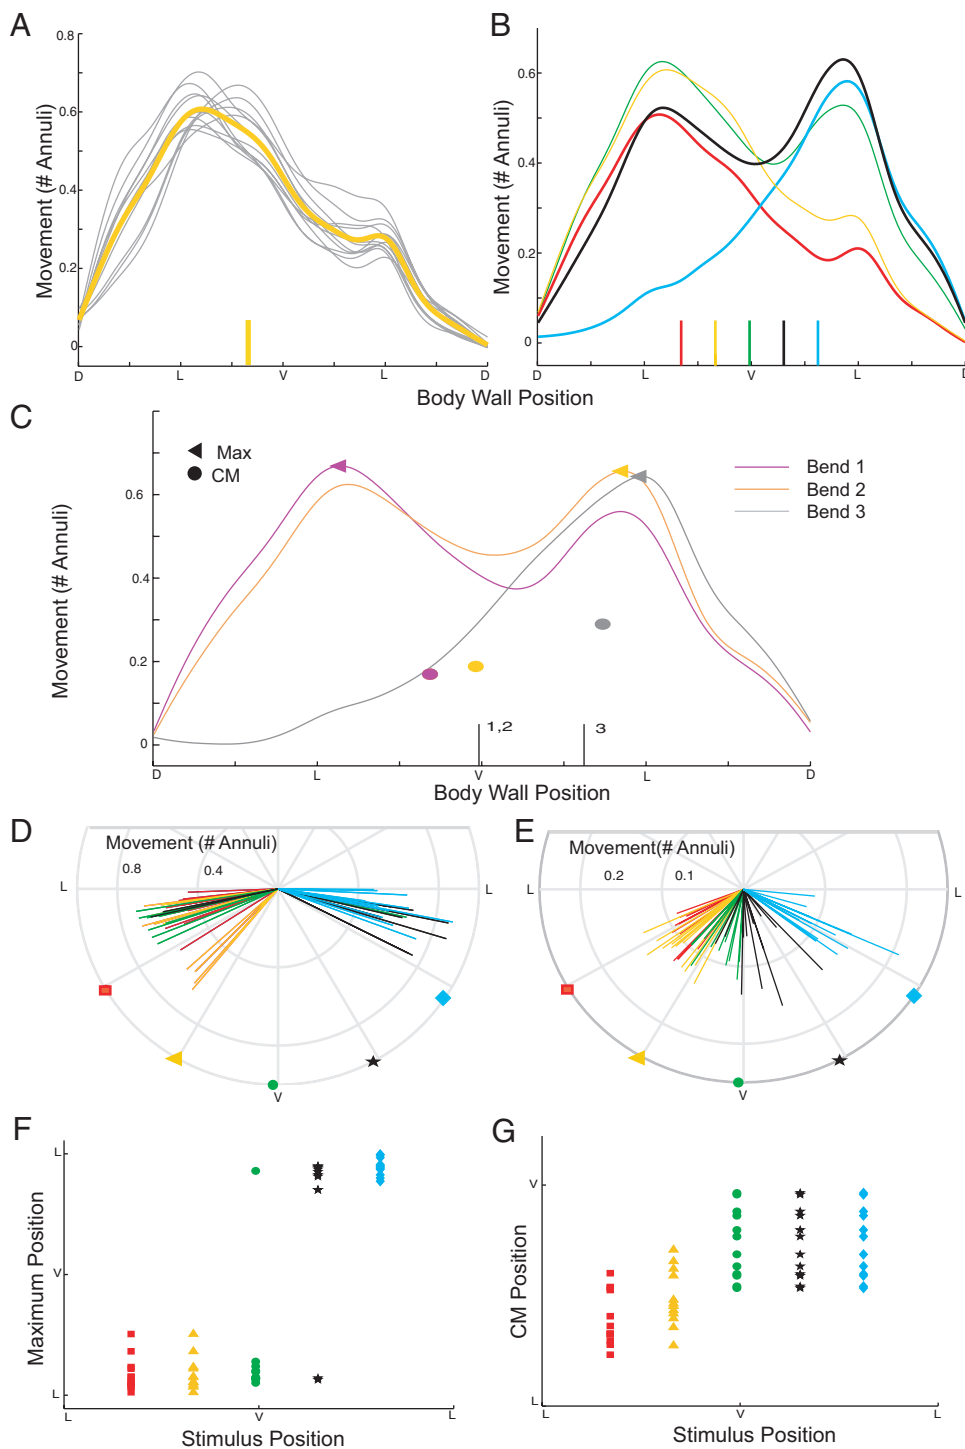 A
B
0.8
0.6
0.4
0.2
0
Movement (# Annuli)
D L V L D
0.6
0.4
0.2
0
Movement (# Annuli)
D L V L D
Body Wall Position
C
Max
CM
Bend 1
Bend 2
Bend 3
0.6
0.4
0.2
0
Movement (# Annuli)
1,2
3
D L V L D
Body Wall Position
D
Movement (# Annuli)
0.8 0.4
L L
V
E
Movement(# Annuli)
0.2 0.1
L L
V
F
L
V
L
Maximum Position
L V L
Stimulus Position
G
V
L
CM Position
L V L
Stimulus Position